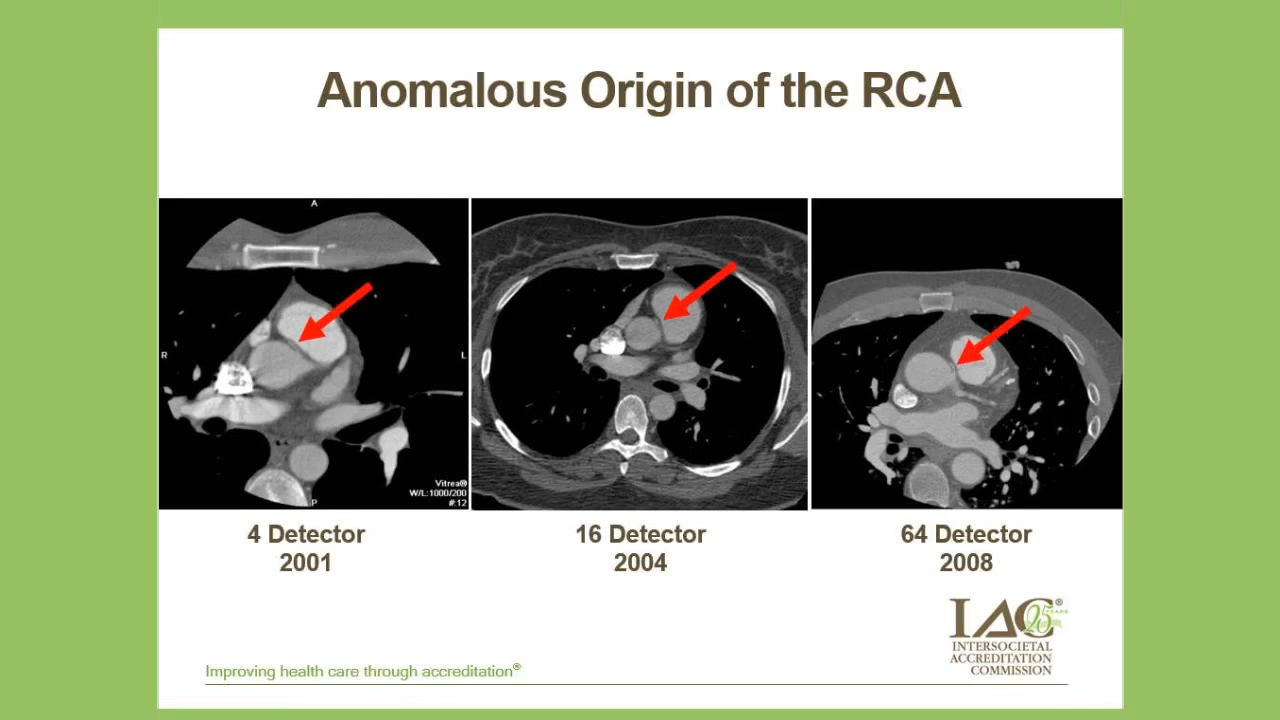 Anomalous Origin of the RCA
A
R
L
Vitrea®
W/L:1000/200
#:12
P
4 Detector
2001
16 Detector
2004
64 Detector
2008
IAC®
25 YEARS
INTERSOCIETAL
ACCREDITATION
COMMISSION
Improving health care through accreditation®